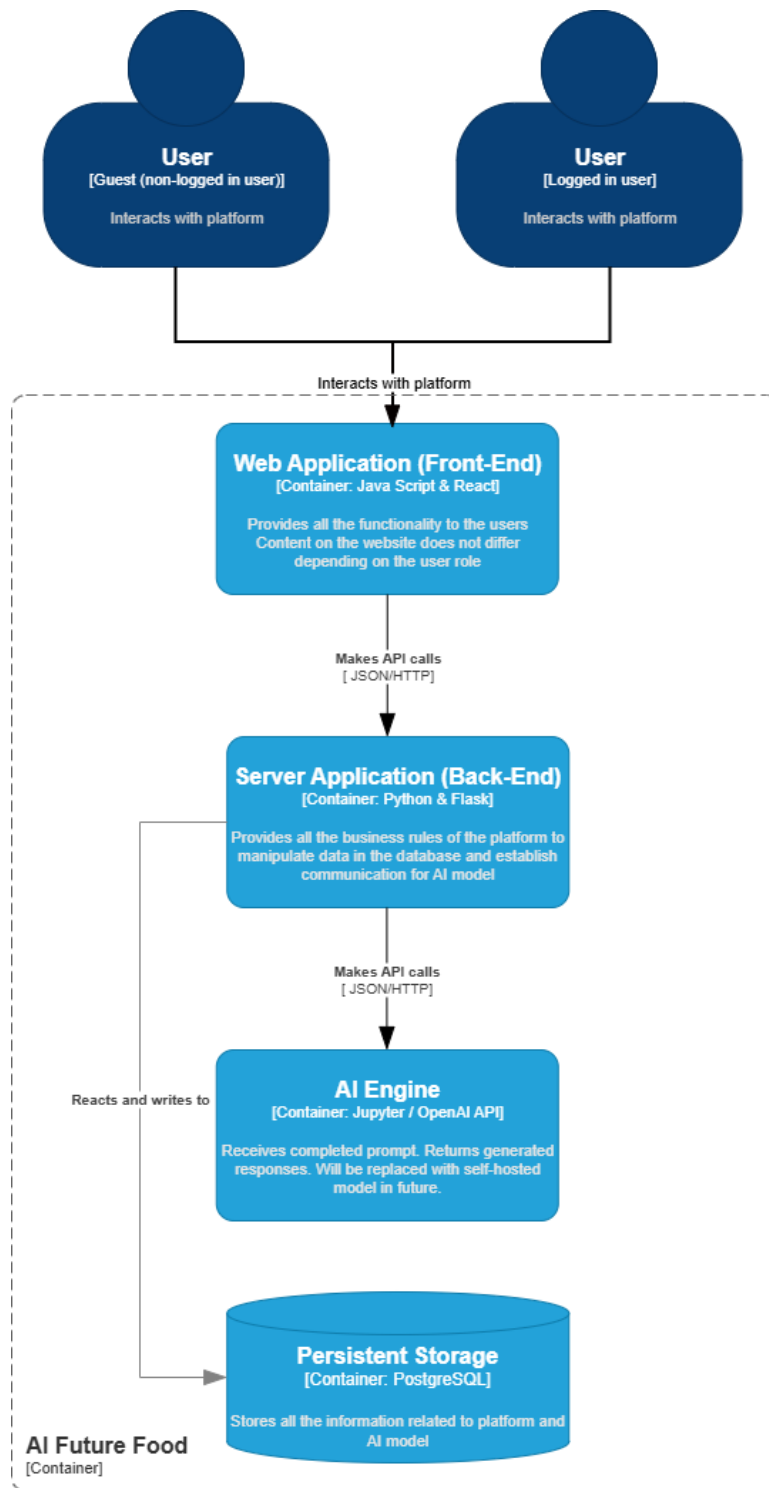 User
[Guest (non-logged in user)]
Interacts with platform
User
[Logged in user]
Interacts with platform
Interacts with platform
Web Application (Front-End)
[Container: Java Script & React]
Provides all the functionality to the users
Content on the website does not differ
depending on the user role
Makes API calls
[ JSON/HTTP]
Server Application (Back-End)
[Container: Python & Flask]
Provides all the business rules of the platform to
manipulate data in the database and establish
communication for AI model
Makes API calls
[ JSON/HTTP]
AI Engine
[Container: Jupyter / OpenAI API]
Receives completed prompt. Returns generated
responses. Will be replaced with self-hosted
model in future.
Reacts and writes to
Persistent Storage
[Container: PostgreSQL]
Stores all the information related to platform and
AI model
AI Future Food
[Container]